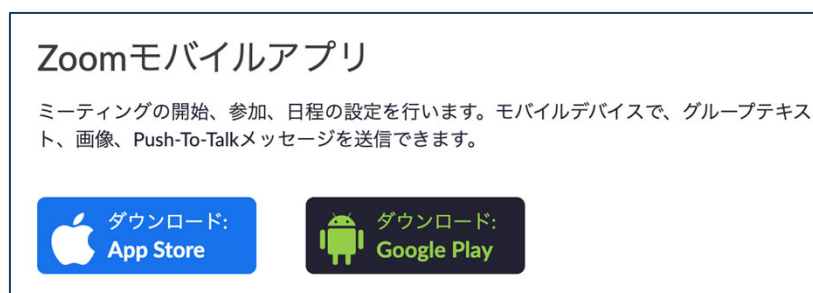 Zoomモバイルアプリ
ミーティングの開始、参加、日程の設定を行います。モバイルデバイスで、グループテキス
ト、画像、Push-To-Talkメッセージを送信できます。
ダウンロード:
App Store
ダウンロード:
Google Play